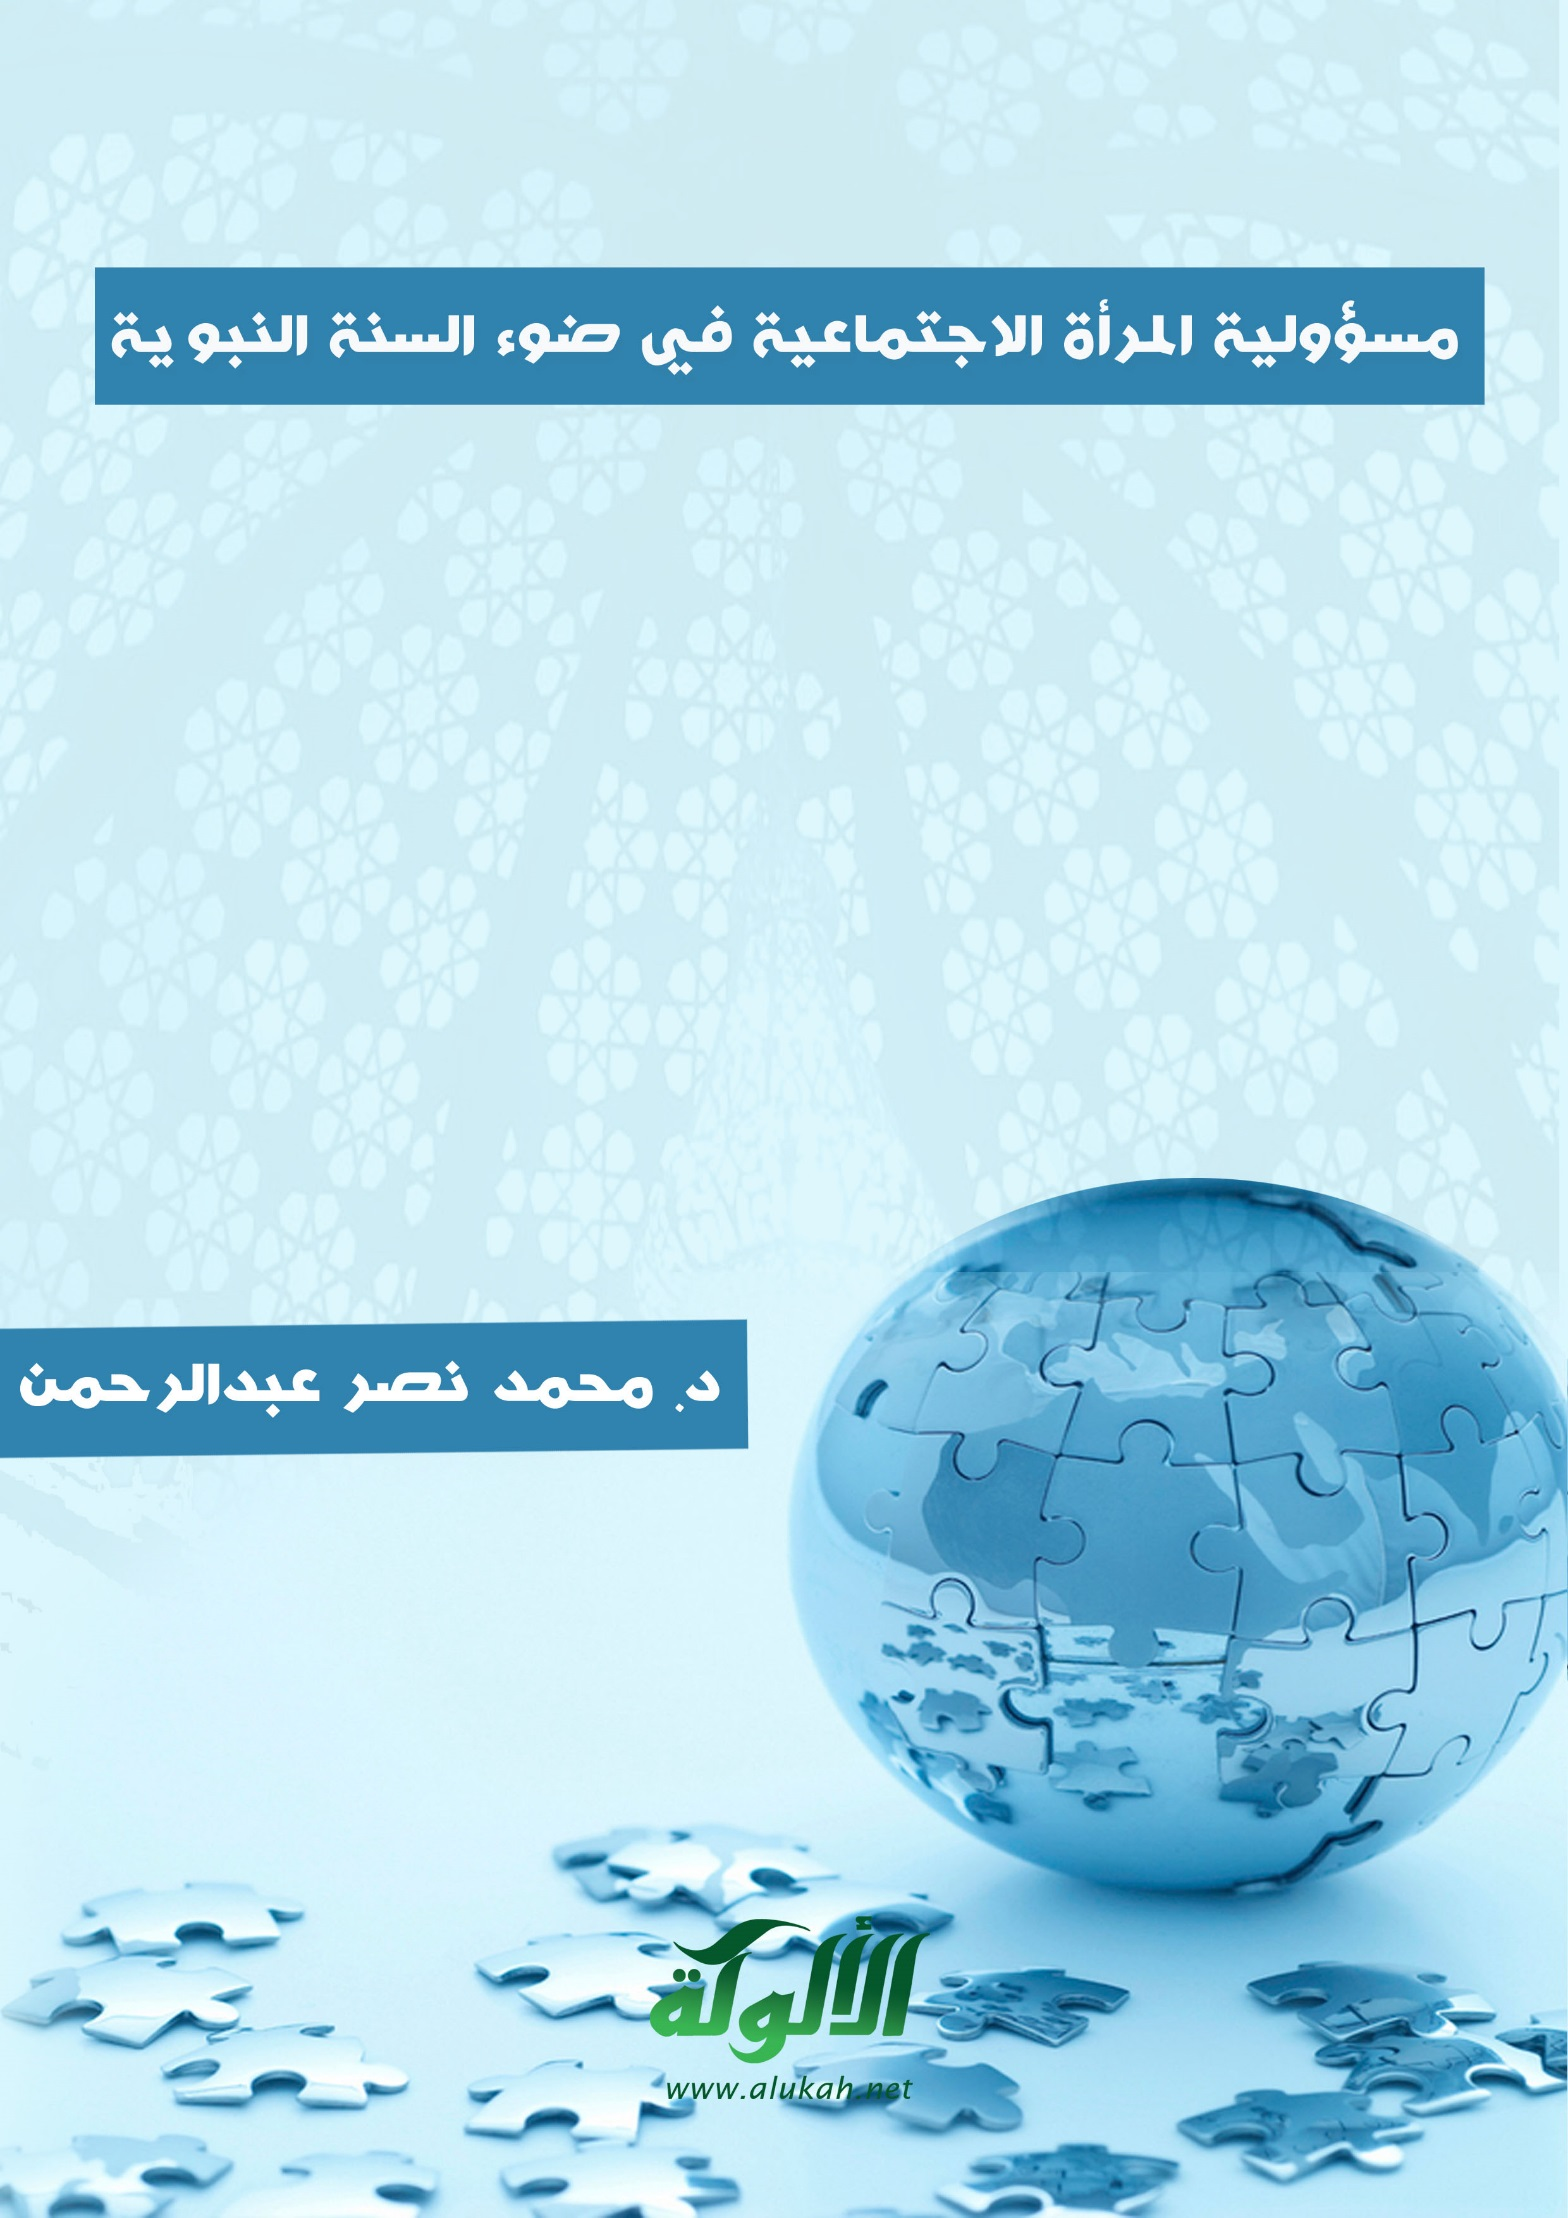 مسؤولية المرأة الاجتماعية في ضوء السنة النبوية
د. محمد نصر عبدالرحمن
الألوكة
www.alukah.net